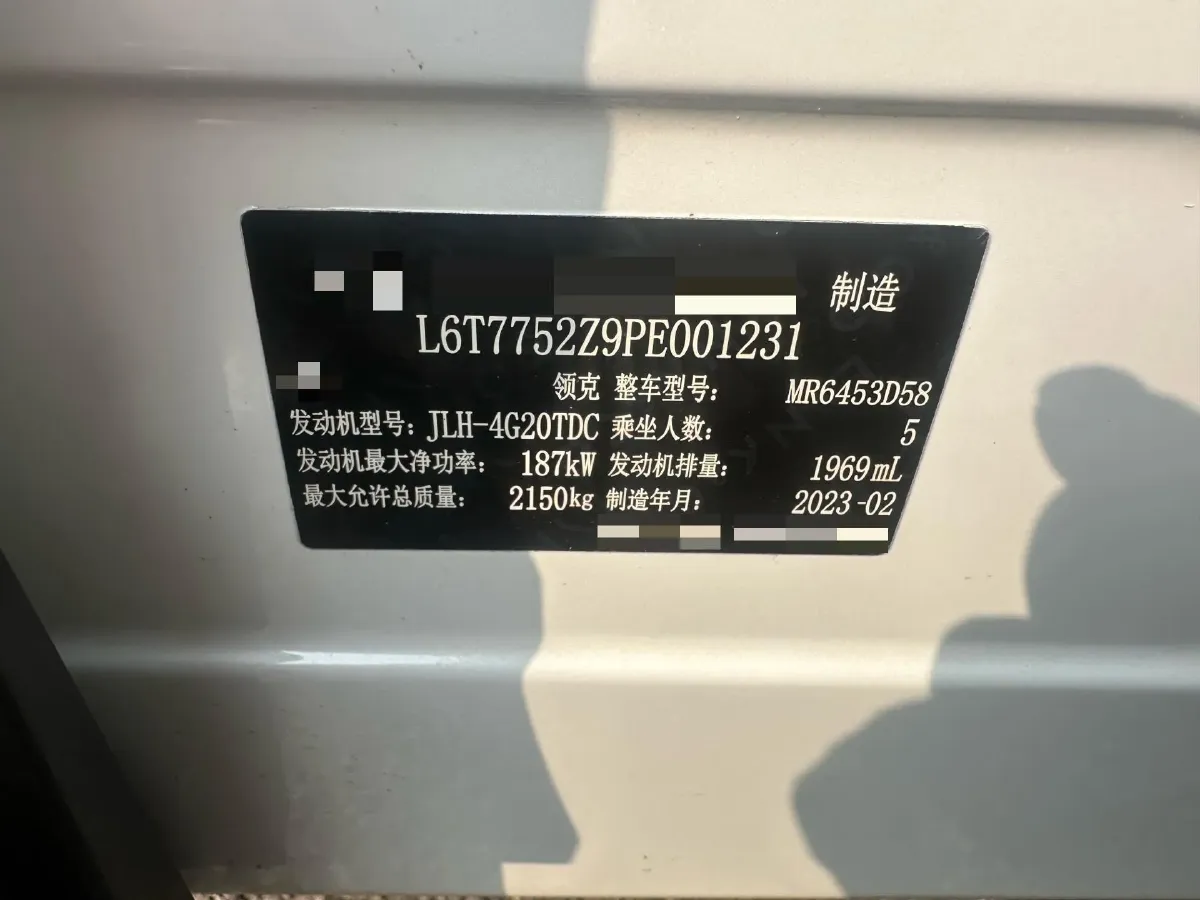 制造
L6T7752Z9PE001231
领克 整车型号: MR6453D58
发动机型号: JLH-4G20TDC 乘坐人数: 5
发动机最大净功率: 187kW 发动机排量: 1969mL
最大允许总质量: 2150kg 制造年月: 2023-02